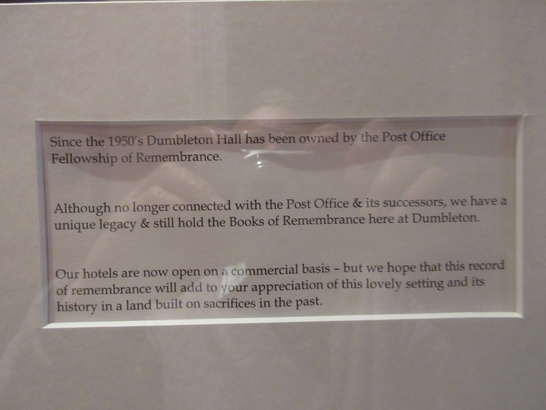 Since the 1950's Dumbleton Hall has been owned by the Post Office
Fellowship of Remembrance.
Although no longer connected with the Post Office & its successors, we have a
unique legacy & still hold the Books of Remembrance here at Dumbleton.
Our hotels are now open on a commercial basis – but we hope that this record
of remembrance will add to your appreciation of this lovely setting and its
history in a land built on sacrifices in the past.